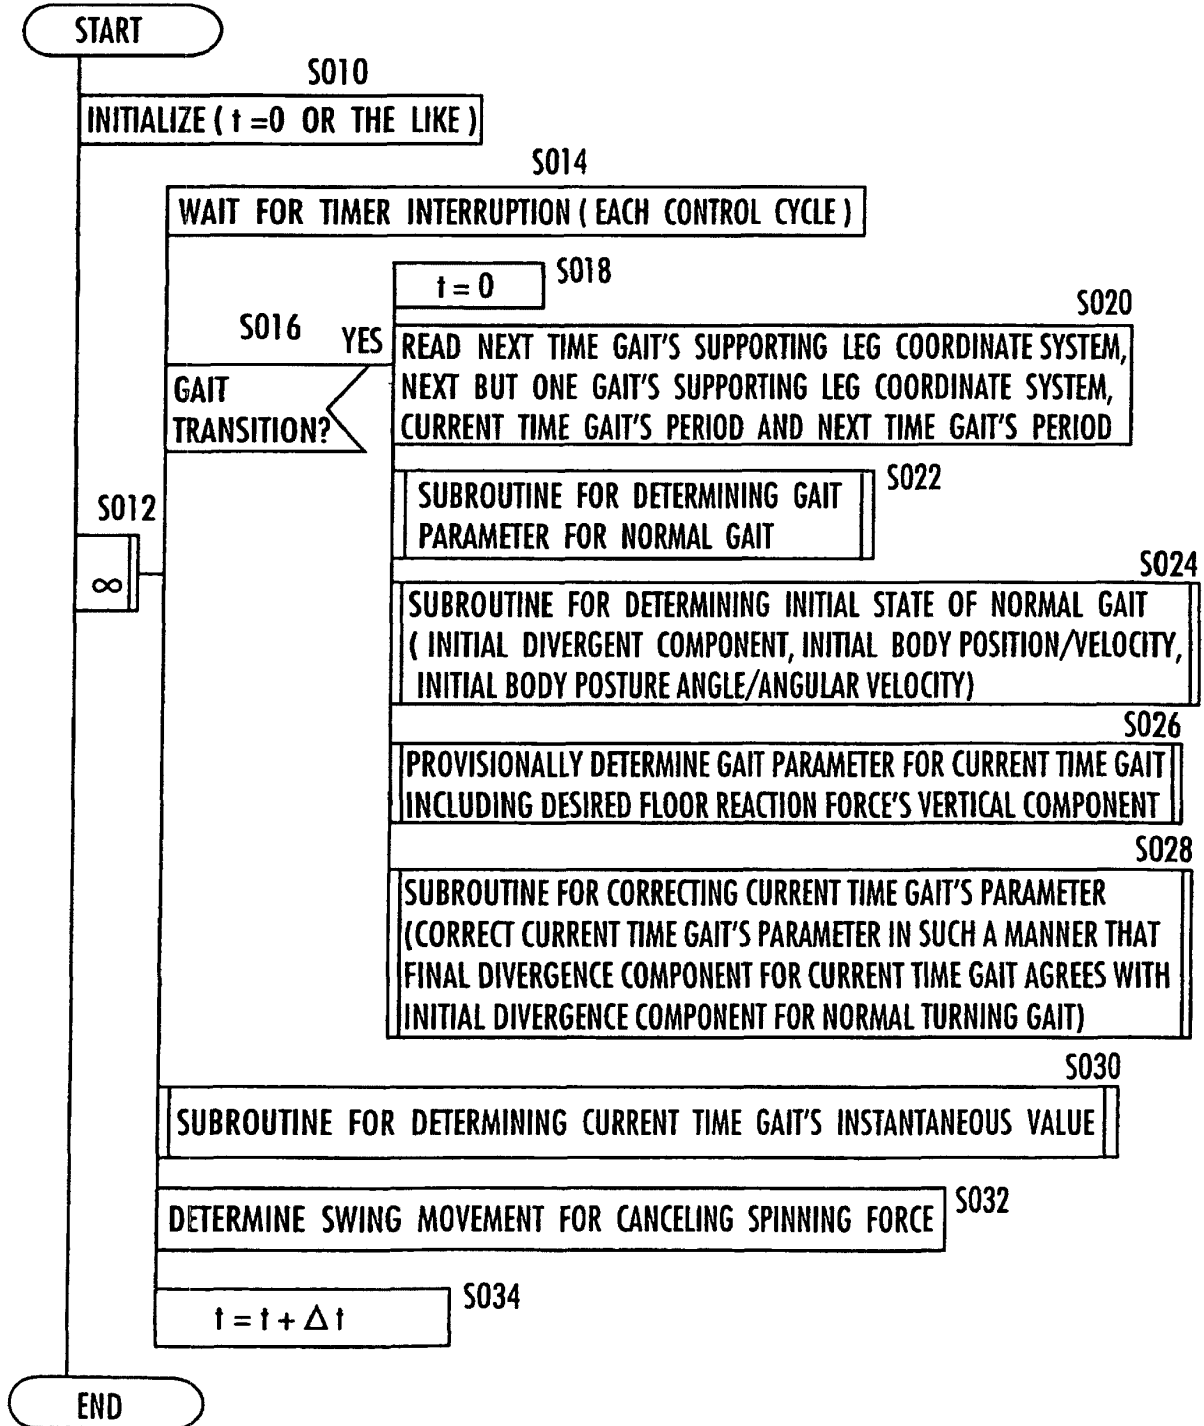 START
S010
INITIALIZE ( t =0 OR THE LIKE )
S014
WAIT FOR TIMER INTERRUPTION ( EACH CONTROL CYCLE )
t = 0
S018
S016
YES
GAIT
TRANSITION?
S020
READ NEXT TIME GAIT'S SUPPORTING LEG COORDINATE SYSTEM,
NEXT BUT ONE GAIT'S SUPPORTING LEG COORDINATE SYSTEM,
CURRENT TIME GAIT'S PERIOD AND NEXT TIME GAIT'S PERIOD
S012
∞
SUBROUTINE FOR DETERMINING GAIT
PARAMETER FOR NORMAL GAIT
S022
S024
SUBROUTINE FOR DETERMINING INITIAL STATE OF NORMAL GAIT
( INITIAL DIVERGENT COMPONENT, INITIAL BODY POSITION/VELOCITY,
INITIAL BODY POSTURE ANGLE/ANGULAR VELOCITY)
S026
PROVISIONALLY DETERMINE GAIT PARAMETER FOR CURRENT TIME GAIT
INCLUDING DESIRED FLOOR REACTION FORCE'S VERTICAL COMPONENT
S028
SUBROUTINE FOR CORRECTING CURRENT TIME GAIT'S PARAMETER
(CORRECT CURRENT TIME GAIT'S PARAMETER IN SUCH A MANNER THAT
FINAL DIVERGENCE COMPONENT FOR CURRENT TIME GAIT AGREES WITH
INITIAL DIVERGENCE COMPONENT FOR NORMAL TURNING GAIT)
S030
SUBROUTINE FOR DETERMINING CURRENT TIME GAIT'S INSTANTANEOUS VALUE
DETERMINE SWING MOVEMENT FOR CANCELING SPINNING FORCE
S032
t = t + Δ t
S034
END